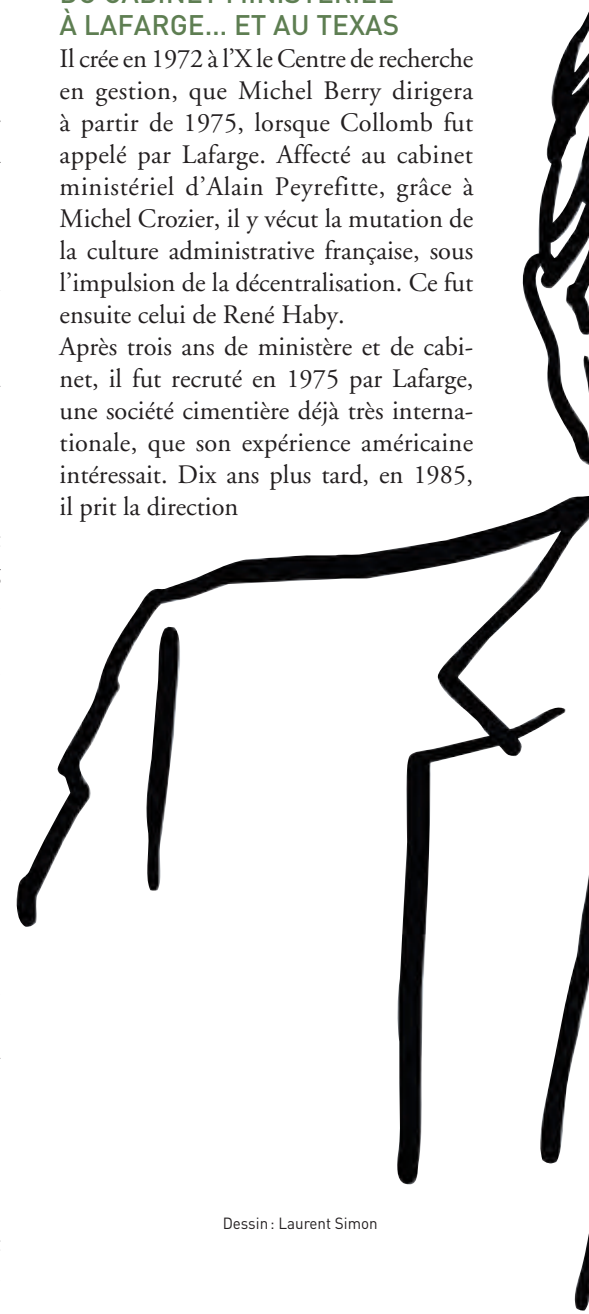 DU CABINET MINISTÉRIEL
À LAFARGE... ET AU TEXAS
Il crée en 1972 à l’X le Centre de recherche
en gestion, que Michel Berry dirigera
à partir de 1975, lorsque Collomb fut
appelé par Lafarge. Affecté au cabinet
ministériel d’Alain Peyrefitte, grâce à
Michel Crozier, il y vécut la mutation de
la culture administrative française, sous
l’impulsion de la décentralisation. Ce fut
ensuite celui de René Haby.
Après trois ans de ministère et de cabi-
net, il fut recruté en 1975 par Lafarge,
une société cimentière déjà très interna-
tionale, que son expérience américaine
intéressait. Dix ans plus tard, en 1985,
il prit la direction
Dessin : Laurent Simon